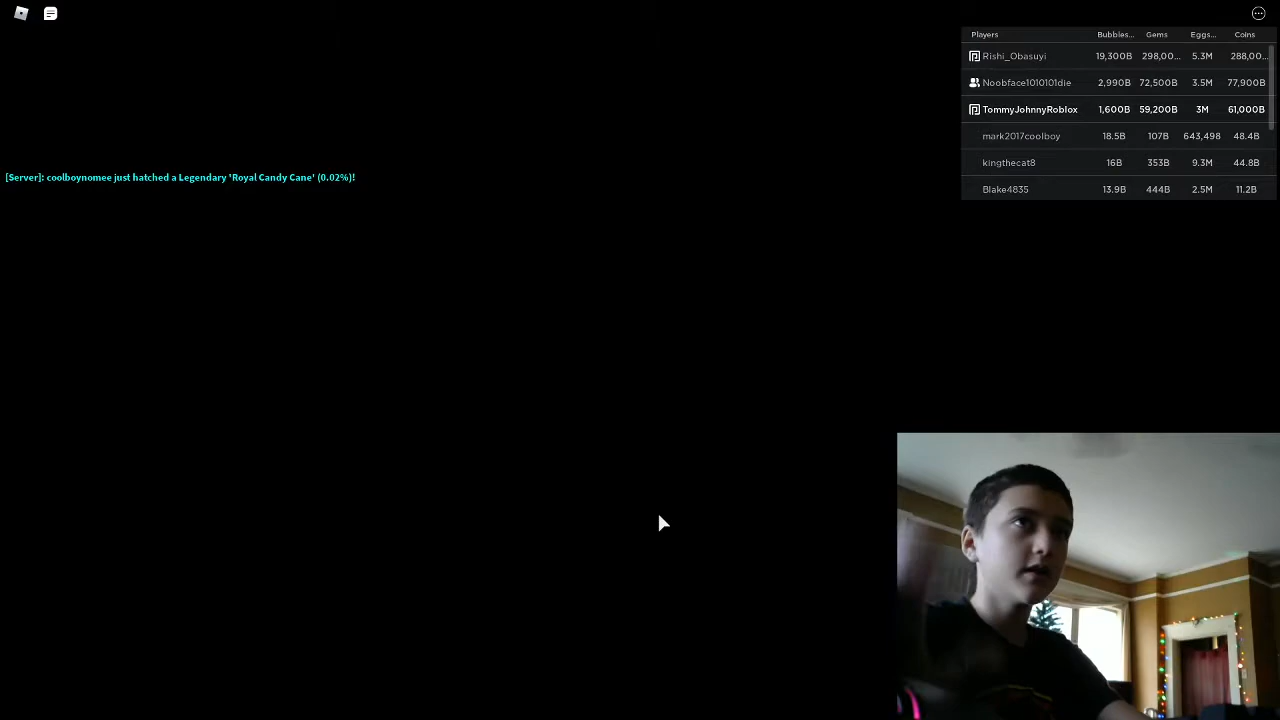 Players Bubbles... Gems Eggs... Coins
Rishi_Obasuyi 19,300B 298,00... 5.3M 288,00...
Noobface1010101die 2,990B 72,500B 3.5M 77,900B
TommyJohnnyRoblox 1,600B 59,200B 3M 61,000B
mark2017coolboy 18.5B 107B 643,498 48.4B
kingthecat8 16B 353B 9.3M 44.8B
[Server]: coolboynomee just hatched a Legendary 'Royal Candy Cane' (0.02%)!
Blake4835 13.9B 444B 2.5M 11.2B